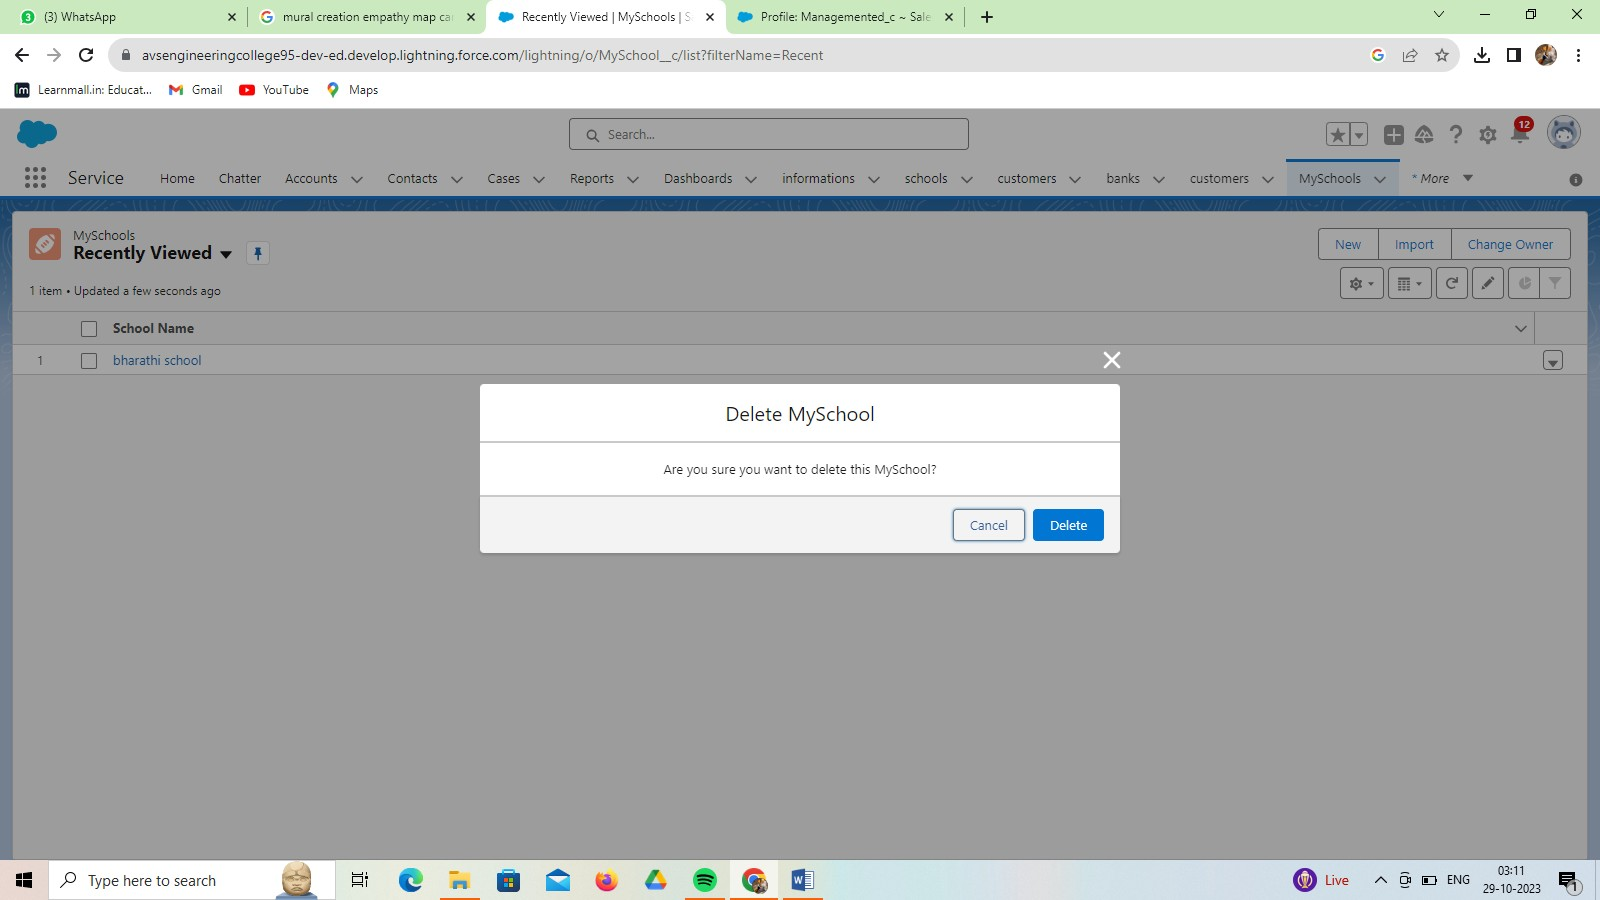 3 (3) WhatsApp
mural creation empathy map ca
Recently Viewed | MySchools | S
Profile: Managemented_c ~ Sale
avsengineeringcollege95-dev-ed.develop.lightning.force.com/lightning/o/MySchool__c/list?filterName=Recent
Learnmall.in: Educat...
Gmail
YouTube
Maps
Search...
12
Service
Home
Chatter
Accounts
Contacts
Cases
Reports
Dashboards
informations
schools
customers
banks
customers
MySchools
* More
MySchools
Recently Viewed
New
Import
Change Owner
1 item • Updated a few seconds ago
School Name
1 bharathi school
Delete MySchool
Are you sure you want to delete this MySchool?
Cancel
Delete
Type here to search
Live
ENG
03:11
29-10-2023
1